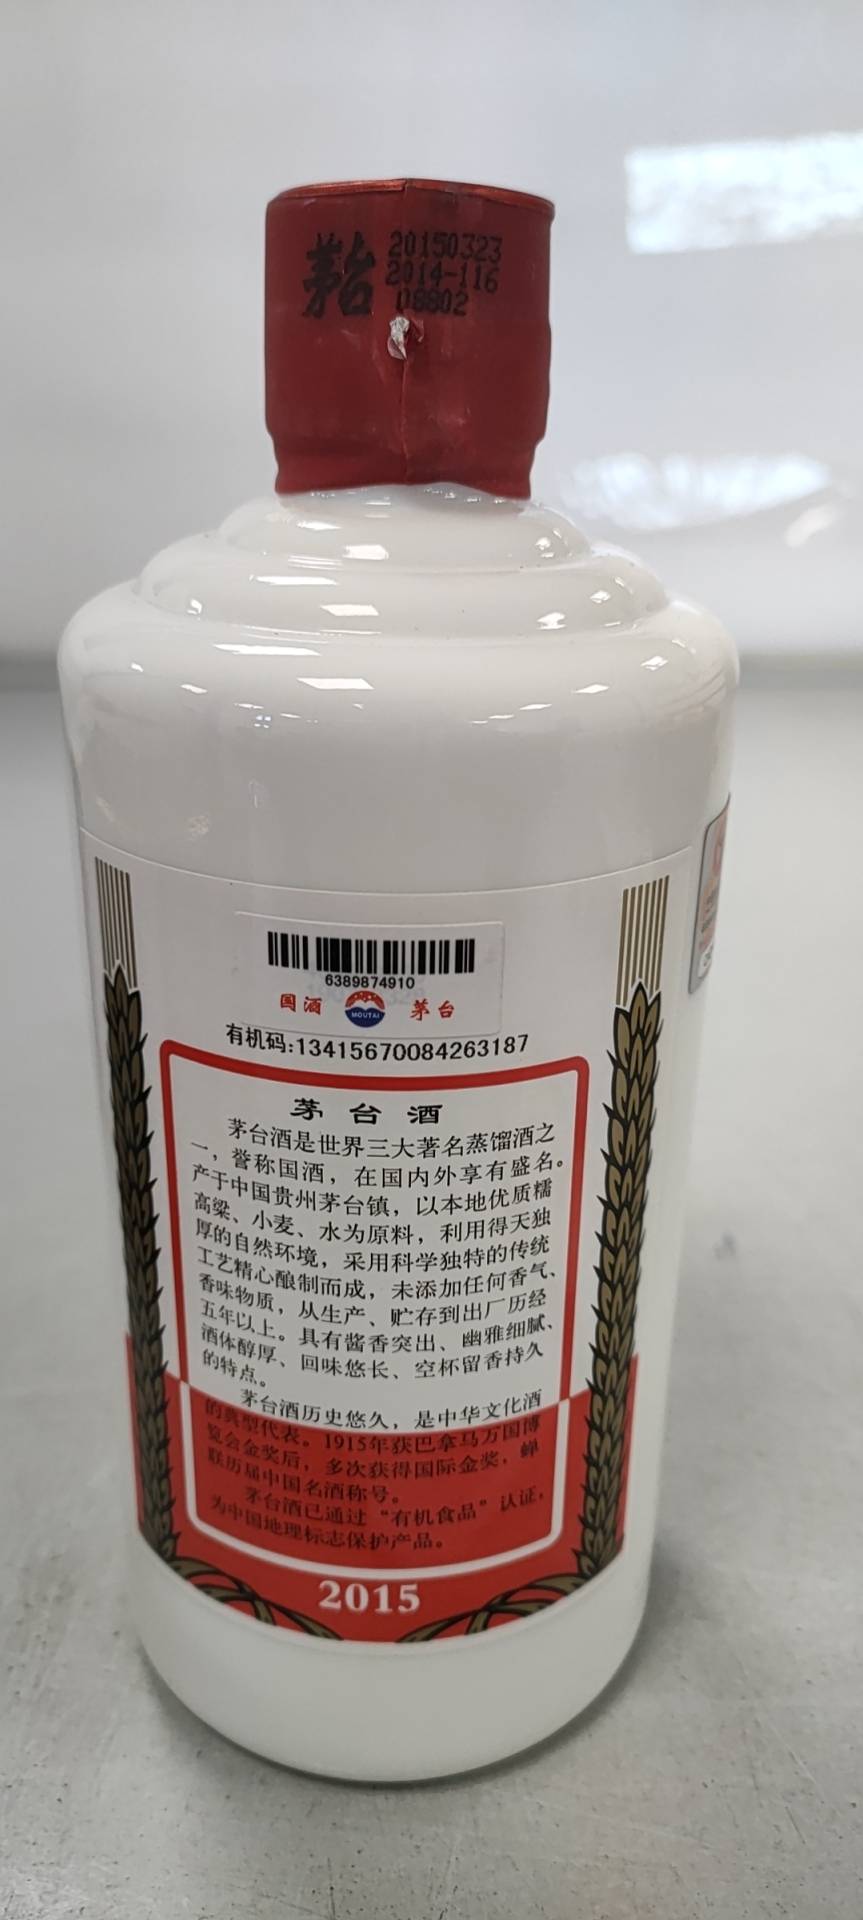 茅台
20150323
2014-116
08802
6389874910
国酒 MOUTAI 茅台
有机码:13415670084263187
茅台酒
茅台酒是世界三大著名蒸馏酒之
一，誉称国酒，在国内外享有盛名。
产于中国贵州茅台镇，以本地优质糯
高粱、小麦、水为原料，利用得天独
厚的自然环境，采用科学独特的传统
工艺精心酿制而成，未添加任何香气、
香味物质，从生产、贮存到出厂历经
五年以上。具有酱香突出、幽雅细腻、
酒体醇厚、回味悠长、空杯留香持久
的特点。
茅台酒历史悠久，是中华文化酒
的典型代表。1915年获巴拿马万国博
览会金奖后，多次获得国际金奖，蝉
联历届中国名酒称号。
茅台酒已通过“有机食品”认证，
为中国地理标志保护产品。
2015